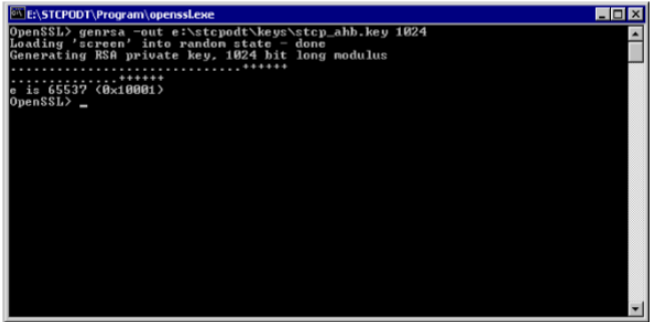 E:\STCPODT\Program\openssl.exe
OpenSSL> genrsa -out e:\stcpodt\keys\stcp_ahb.key 1024
Loading 'screen' into random state - done
Generating RSA private key, 1024 bit long modulus
...............................++++++
..............++++++
e is 65537 (0x10001)
OpenSSL> _